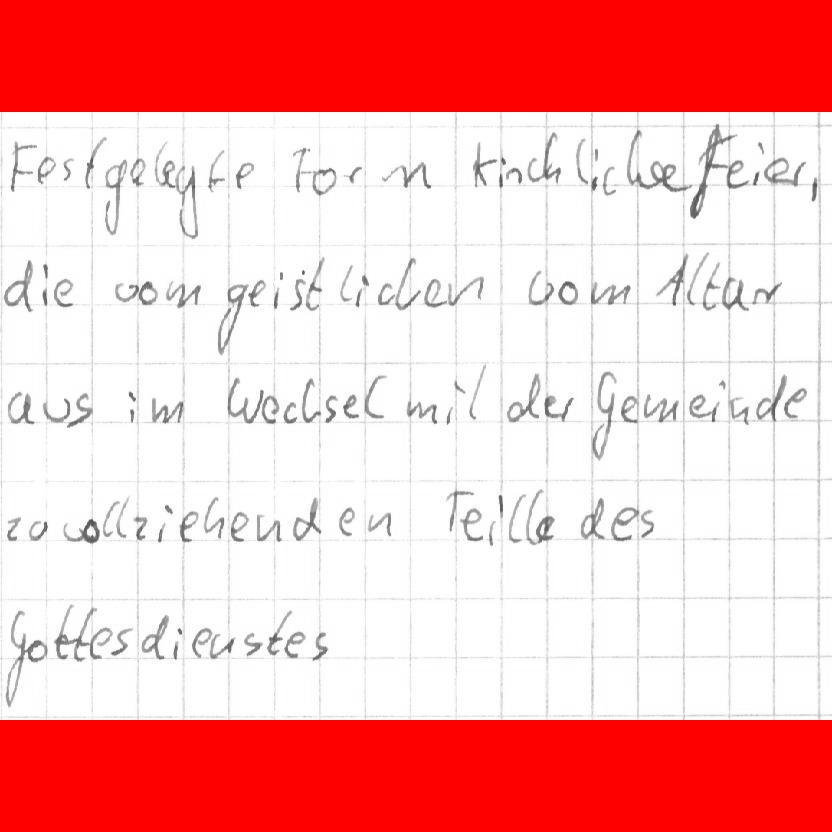 Festgelegte Form kirchliche Feier,
die vom geistlichen vom Altar
aus im Wechsel mit der Gemeinde
zu vollziehenden Teille des
Gottesdienstes